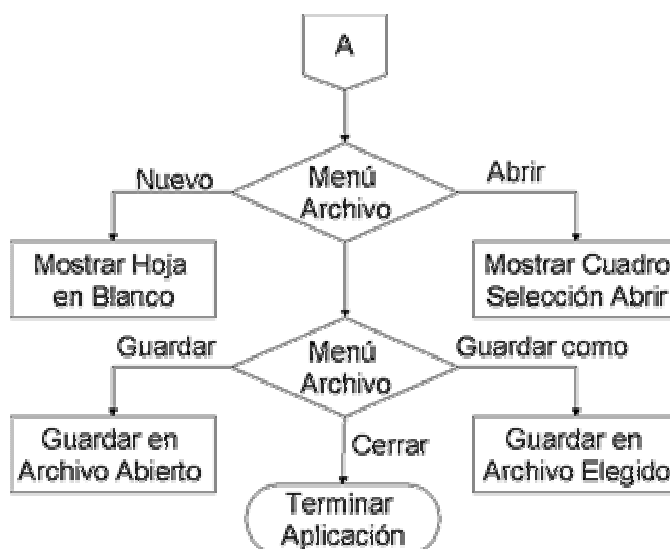 A
Nuevo
Menú
Archivo
Abrir
Mostrar Hoja
en Blanco
Mostrar Cuadro
Selección Abrir
Guardar
Menú
Archivo
Guardar como
Guardar en
Archivo Abierto
Cerrar
Guardar en
Archivo Elegido
Terminar
Aplicación